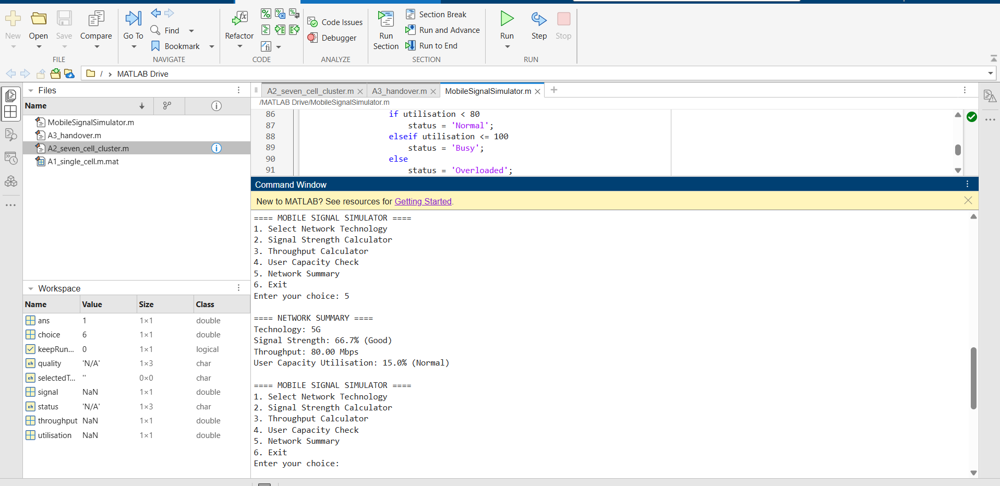 New
Open
Save
Compare
FILE
Go To
Find
Bookmark
NAVIGATE
Refactor
CODE
Code Issues
Debugger
ANALYZE
Run
Section
Section Break
Run and Advance
Run to End
SECTION
Run
Step
Stop
RUN
/ › MATLAB Drive
Files
Name
MobileSignalSimulator.m
A3_handover.m
A2_seven_cell_cluster.m
A1_single_cell.m.mat
Workspace
Name Value Size Class
ans 1 1×1 double
choice 6 1×1 double
keepRun... 0 1×1 logical
quality 'N/A' 1×3 char
selectedT... '' 0×0 char
signal NaN 1×1 double
status 'N/A' 1×3 char
throughput NaN 1×1 double
utilisation NaN 1×1 double
A2_seven_cell_cluster.m A3_handover.m MobileSignalSimulator.m
/MATLAB Drive/MobileSignalSimulator.m
86 if utilisation < 80
87 status = 'Normal';
88 elseif utilisation <= 100
89 status = 'Busy';
90 else
91 status = 'Overloaded';
Command Window
New to MATLAB? See resources for Getting Started.
==== MOBILE SIGNAL SIMULATOR ====
1. Select Network Technology
2. Signal Strength Calculator
3. Throughput Calculator
4. User Capacity Check
5. Network Summary
6. Exit
Enter your choice: 5
==== NETWORK SUMMARY ====
Technology: 5G
Signal Strength: 66.7% (Good)
Throughput: 80.00 Mbps
User Capacity Utilisation: 15.0% (Normal)
==== MOBILE SIGNAL SIMULATOR ====
1. Select Network Technology
2. Signal Strength Calculator
3. Throughput Calculator
4. User Capacity Check
5. Network Summary
6. Exit
Enter your choice: